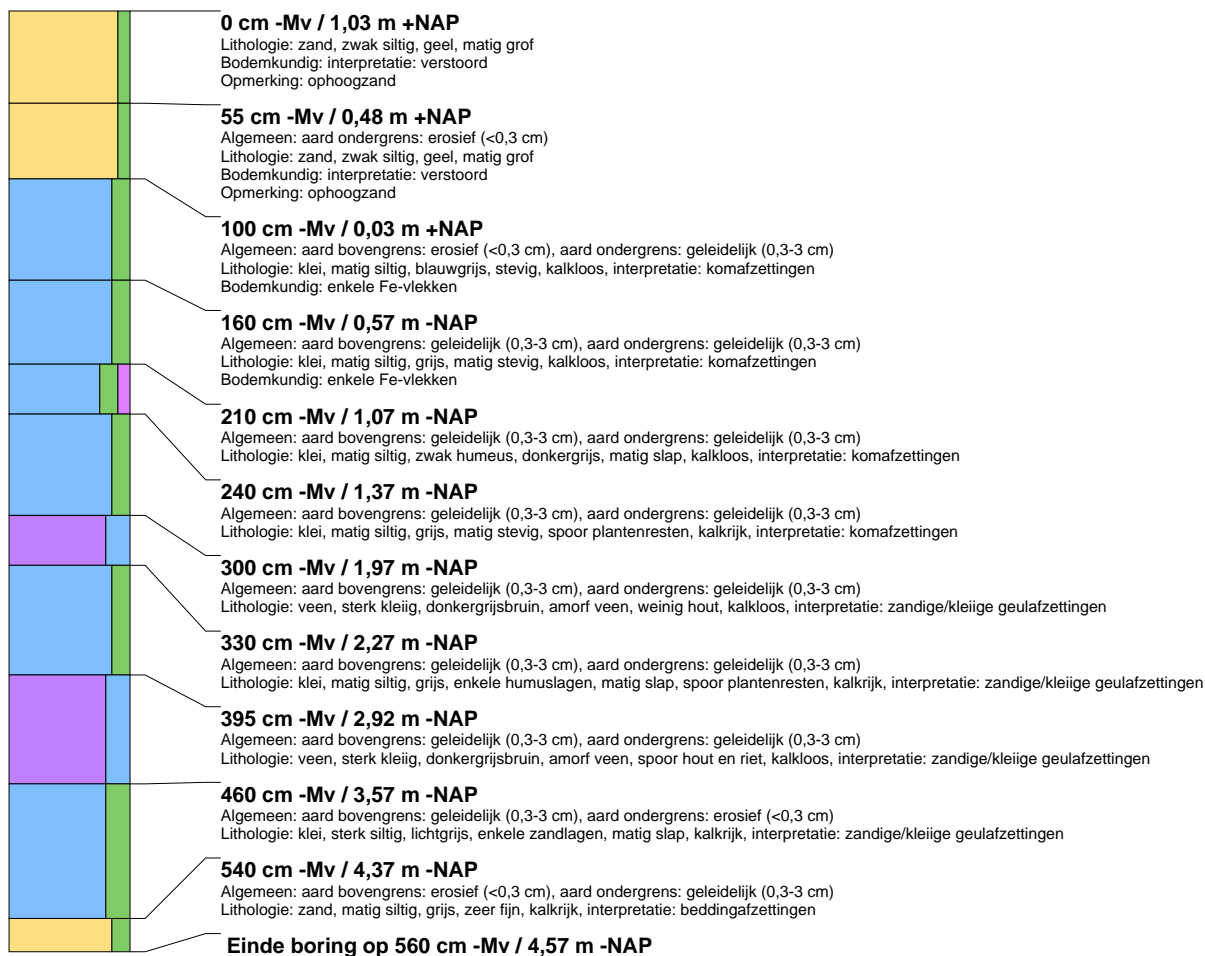 0 cm -Mv / 1,03 m +NAP
Lithologie: zand, zwak siltig, geel, matig grof
Bodemkundig: interpretatie: verstoord
Opmerking: ophoogzand
55 cm -Mv / 0,48 m +NAP
Algemeen: aard ondergrens: erosief (<0,3 cm)
Lithologie: zand, zwak siltig, geel, matig grof
Bodemkundig: interpretatie: verstoord
Opmerking: ophoogzand
100 cm -Mv / 0,03 m +NAP
Algemeen: aard bovengrens: erosief (<0,3 cm), aard ondergrens: geleidelijk (0,3-3 cm)
Lithologie: klei, matig siltig, blauwgrijs, stevig, kalkloos, interpretatie: komafzettingen
Bodemkundig: enkele Fe-vlekken
160 cm -Mv / 0,57 m -NAP
Algemeen: aard bovengrens: geleidelijk (0,3-3 cm), aard ondergrens: geleidelijk (0,3-3 cm)
Lithologie: klei, matig siltig, grijs, matig stevig, kalkloos, interpretatie: komafzettingen
Bodemkundig: enkele Fe-vlekken
210 cm -Mv / 1,07 m -NAP
Algemeen: aard bovengrens: geleidelijk (0,3-3 cm), aard ondergrens: geleidelijk (0,3-3 cm)
Lithologie: klei, matig siltig, zwak humeus, donkergrijs, matig slap, kalkloos, interpretatie: komafzettingen
240 cm -Mv / 1,37 m -NAP
Algemeen: aard bovengrens: geleidelijk (0,3-3 cm), aard ondergrens: geleidelijk (0,3-3 cm)
Lithologie: klei, matig siltig, grijs, matig stevig, spoor plantenresten, kalkrijk, interpretatie: komafzettingen
300 cm -Mv / 1,97 m -NAP
Algemeen: aard bovengrens: geleidelijk (0,3-3 cm), aard ondergrens: geleidelijk (0,3-3 cm)
Lithologie: veen, sterk kleiig, donkergrijsbruin, amorf veen, weinig hout, kalkloos, interpretatie: zandige/kleiige geulafzettingen
330 cm -Mv / 2,27 m -NAP
Algemeen: aard bovengrens: geleidelijk (0,3-3 cm), aard ondergrens: geleidelijk (0,3-3 cm)
Lithologie: klei, matig siltig, grijs, enkele humuslagen, matig slap, spoor plantenresten, kalkrijk, interpretatie: zandige/kleiige geulafzettingen
395 cm -Mv / 2,92 m -NAP
Algemeen: aard bovengrens: geleidelijk (0,3-3 cm), aard ondergrens: geleidelijk (0,3-3 cm)
Lithologie: veen, sterk kleiig, donkergrijsbruin, amorf veen, spoor hout en riet, kalkloos, interpretatie: zandige/kleiige geulafzettingen
460 cm -Mv / 3,57 m -NAP
Algemeen: aard bovengrens: geleidelijk (0,3-3 cm), aard ondergrens: erosief (<0,3 cm)
Lithologie: klei, sterk siltig, lichtgrijs, enkele zandlagen, matig slap, kalkrijk, interpretatie: zandige/kleiige geulafzettingen
540 cm -Mv / 4,37 m -NAP
Algemeen: aard bovengrens: erosief (<0,3 cm), aard ondergrens: geleidelijk (0,3-3 cm)
Lithologie: zand, matig siltig, grijs, zeer fijn, kalkrijk, interpretatie: beddingafzettingen
Einde boring op 560 cm -Mv / 4,57 m -NAP